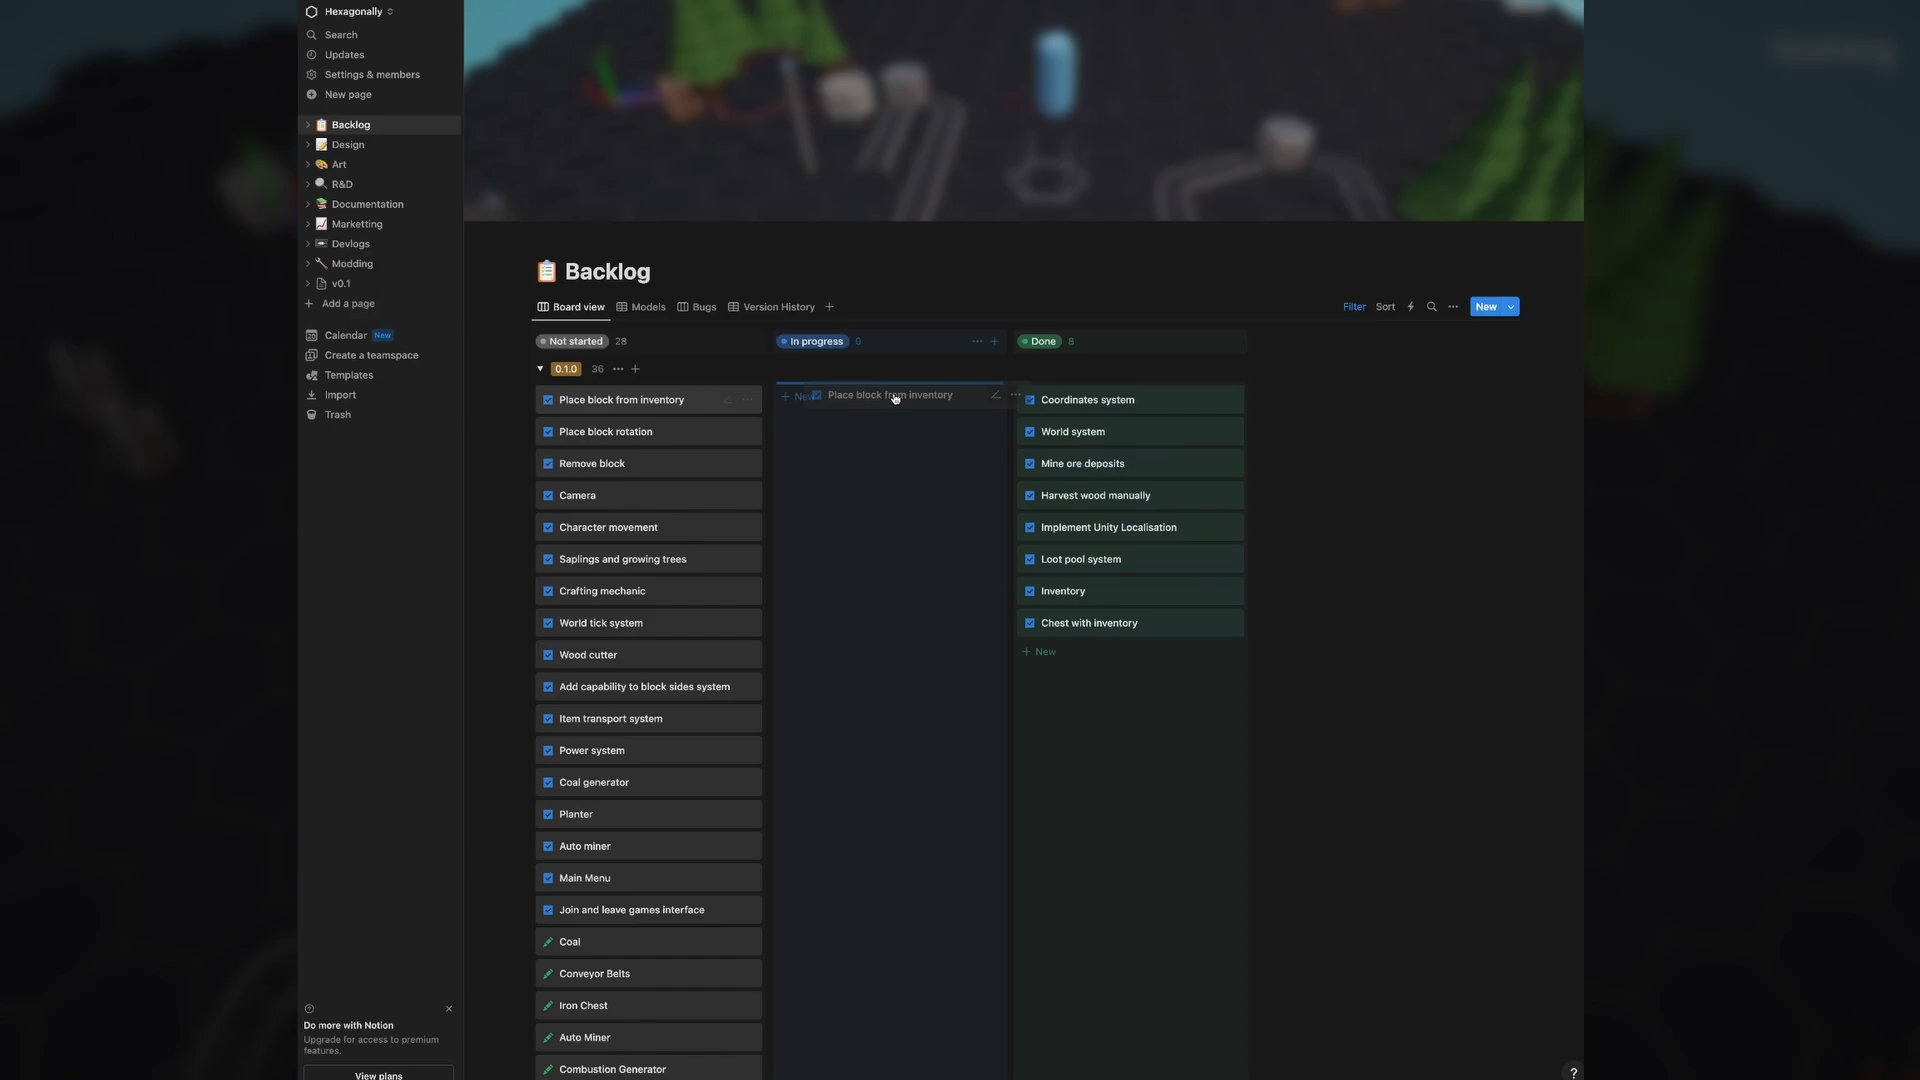 Hexagonally
Search
Updates
Settings & members
New page
Backlog
Design
Art
R&D
Documentation
Marketting
Devlogs
Modding
v0.1
Add a page
Calendar New
Create a teamspace
Templates
Import
Trash
Do more with Notion
Upgrade for access to premium
features.
View plans
Backlog
Board view Models Bugs Version History
Filter Sort New
Not started 28
In progress 0
Done 8
0.1.0 36
Place block from inventory
Place block rotation
Remove block
Camera
Character movement
Saplings and growing trees
Crafting mechanic
World tick system
Wood cutter
Add capability to block sides system
Item transport system
Power system
Coal generator
Planter
Auto miner
Main Menu
Join and leave games interface
Coal
Conveyor Belts
Iron Chest
Auto Miner
Combustion Generator
+ New
Place block from inventory
Coordinates system
World system
Mine ore deposits
Harvest wood manually
Implement Unity Localisation
Loot pool system
Inventory
Chest with inventory
+ New
?